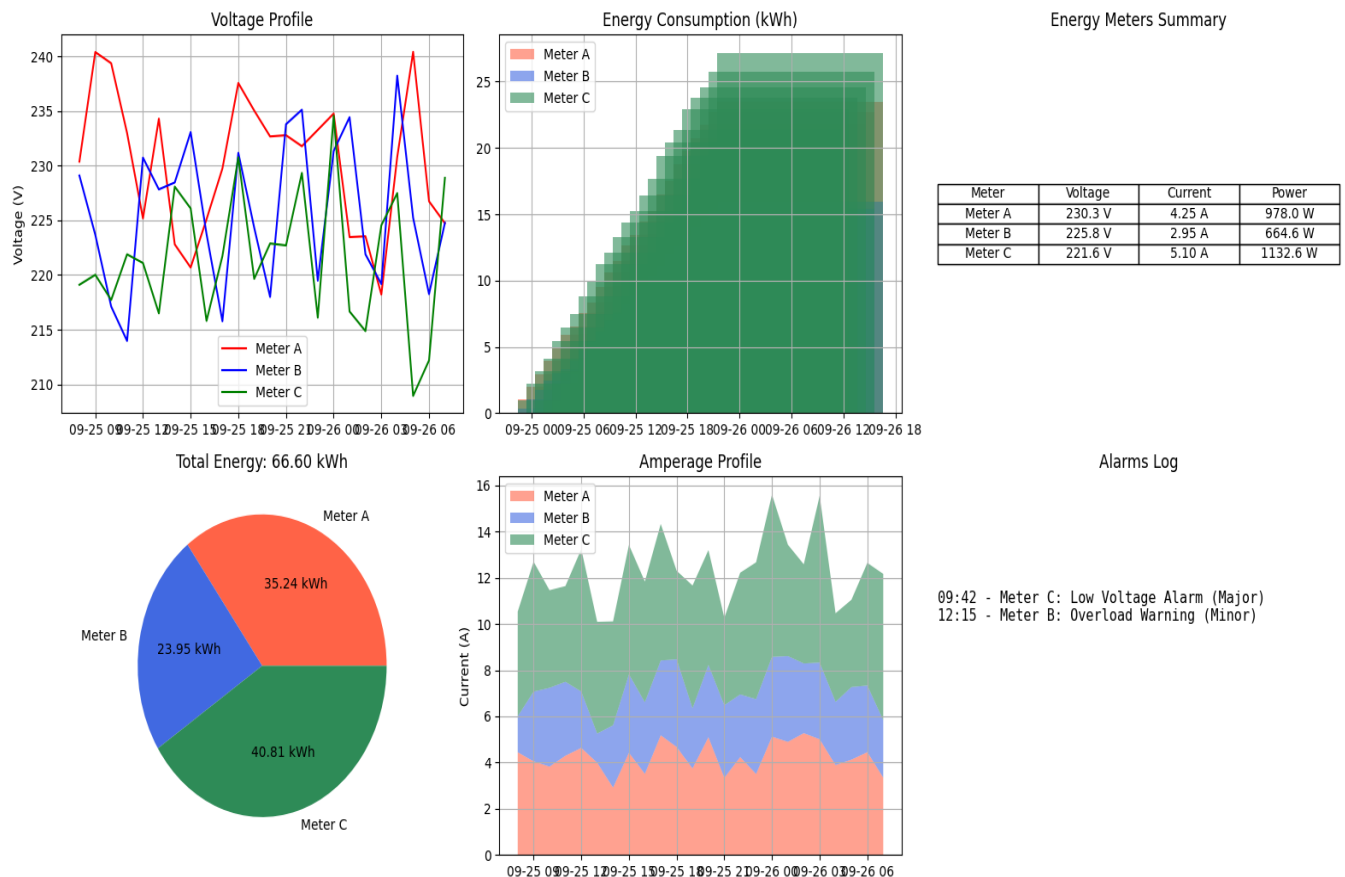 Voltage Profile
Voltage (V)
240
235
230
225
220
215
210
Meter A
Meter B
Meter C
09-25 09 09-25 12 09-25 15 09-25 18 09-25 21 09-26 00 09-26 03 09-26 06
Energy Consumption (kWh)
Meter A
Meter B
Meter C
25
20
15
10
5
0
09-25 00 09-25 06 09-25 12 09-25 18 09-26 00 09-26 06 09-26 12 09-26 18
Energy Meters Summary
Meter Voltage Current Power
Meter A 230.3 V 4.25 A 978.0 W
Meter B 225.8 V 2.95 A 664.6 W
Meter C 221.6 V 5.10 A 1132.6 W
Total Energy: 66.60 kWh
Meter A
35.24 kWh
Meter B
23.95 kWh
40.81 kWh
Meter C
Amperage Profile
Current (A)
Meter A
Meter B
Meter C
16
14
12
10
8
6
4
2
0
09-25 09 09-25 12 09-25 15 09-25 18 09-25 21 09-26 00 09-26 03 09-26 06
Alarms Log
09:42 - Meter C: Low Voltage Alarm (Major)
12:15 - Meter B: Overload Warning (Minor)